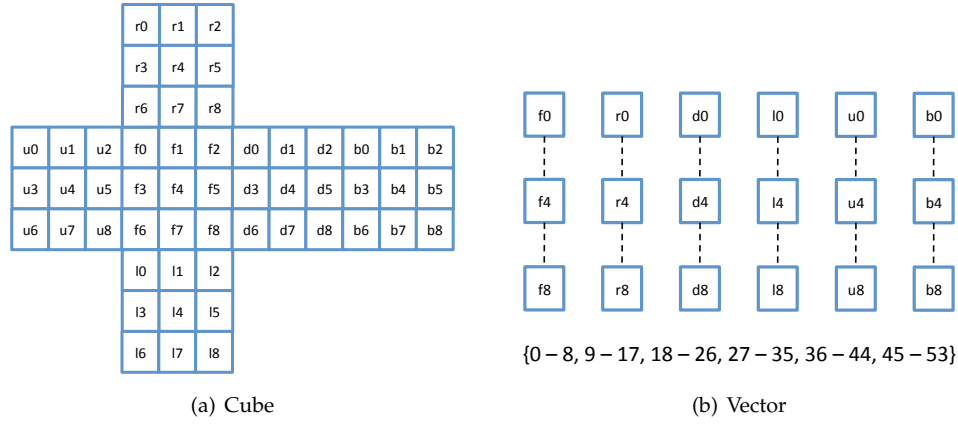 r0 r1 r2
r3 r4 r5
r6 r7 r8
u0 u1 u2 f0 f1 f2 d0 d1 d2 b0 b1 b2
u3 u4 u5 f3 f4 f5 d3 d4 d5 b3 b4 b5
u6 u7 u8 f6 f7 f8 d6 d7 d8 b6 b7 b8
l0 l1 l2
l3 l4 l5
l6 l7 l8
(a) Cube
f0 r0 d0 l0 u0 b0
f4 r4 d4 l4 u4 b4
f8 r8 d8 l8 u8 b8
{0 – 8, 9 – 17, 18 – 26, 27 – 35, 36 – 44, 45 – 53}
(b) Vector